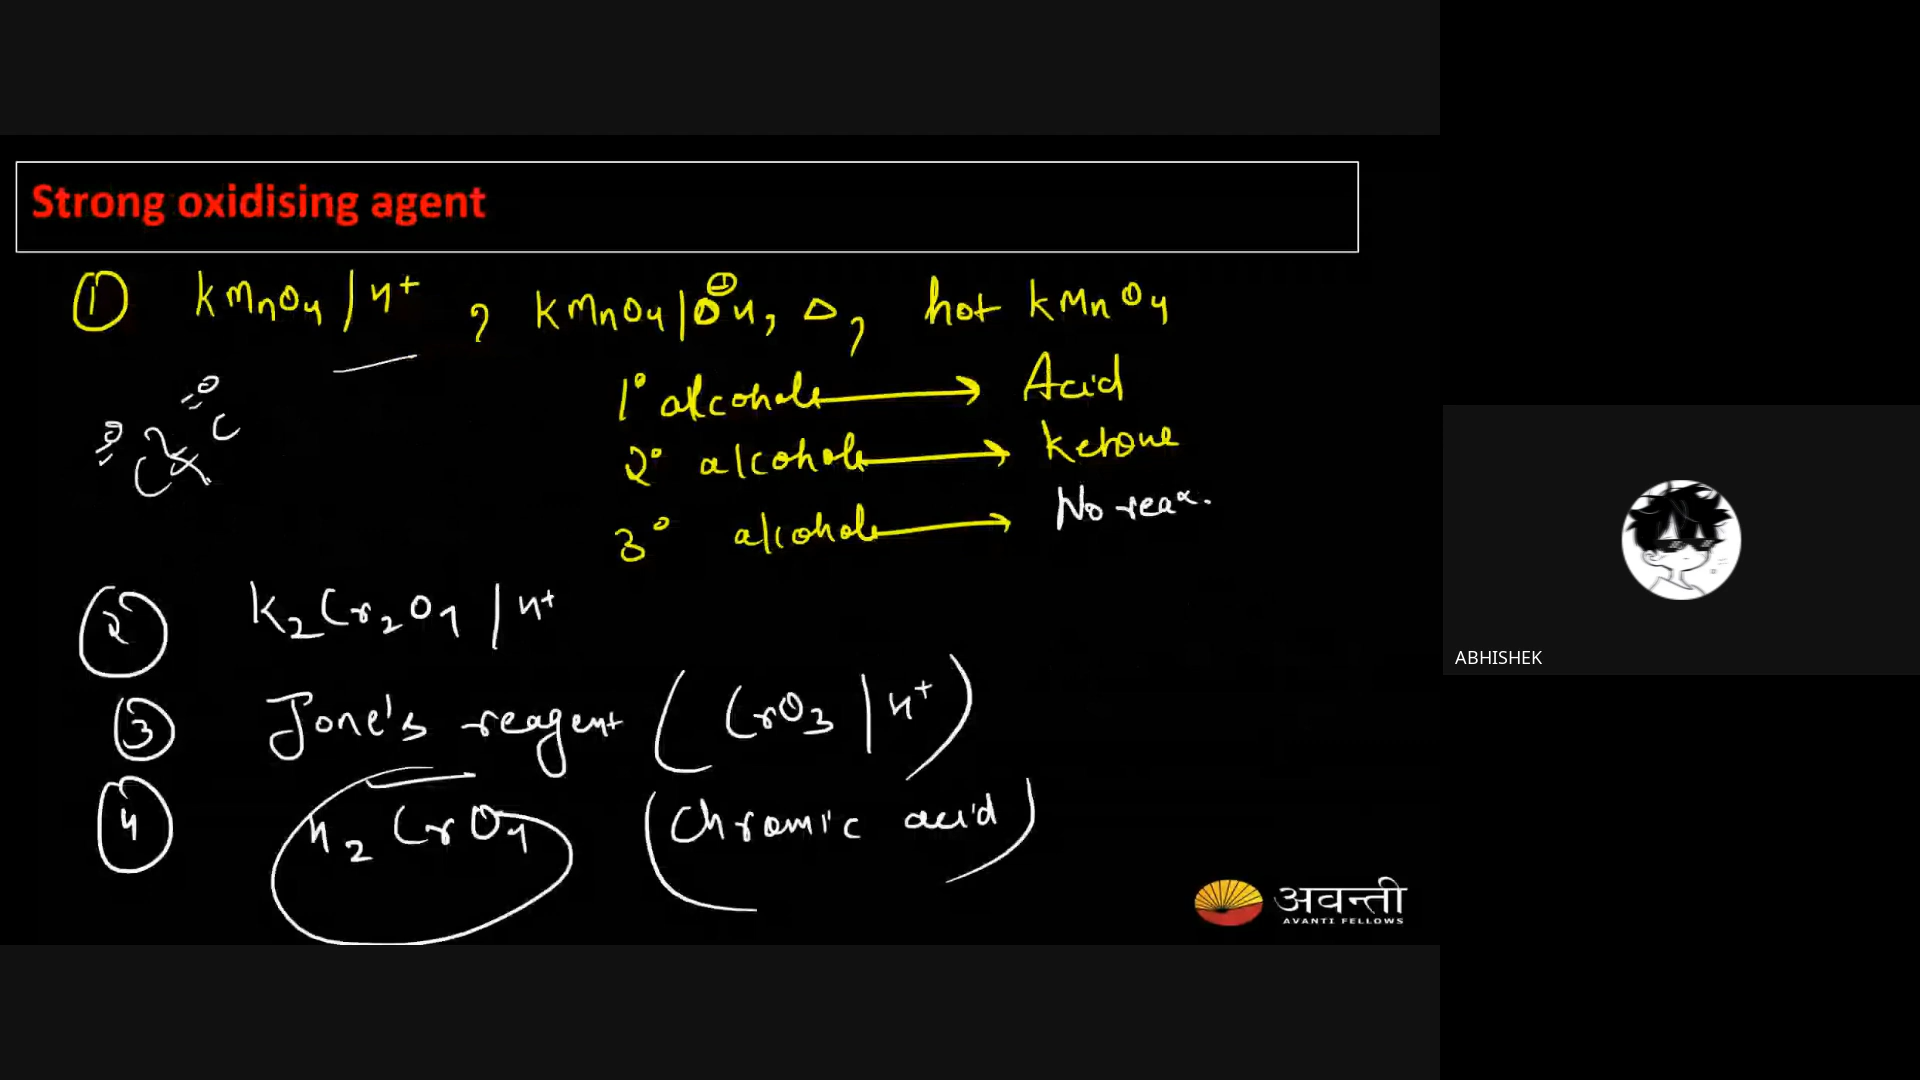 Strong oxidising agent
① KMnO4 / H+ , KMnO4 / OH, Δ, hot KMnO4
1° alcohol → Acid
2° alcohol → Ketone
3° alcohol → No reaxn.
② K2Cr2O7 / H+
③ Jone's reagent (CrO3 / H+)
④ H2CrO4 (Chromic acid)
ABHISHEK
अवन्ती
AVANTI FELLOWS